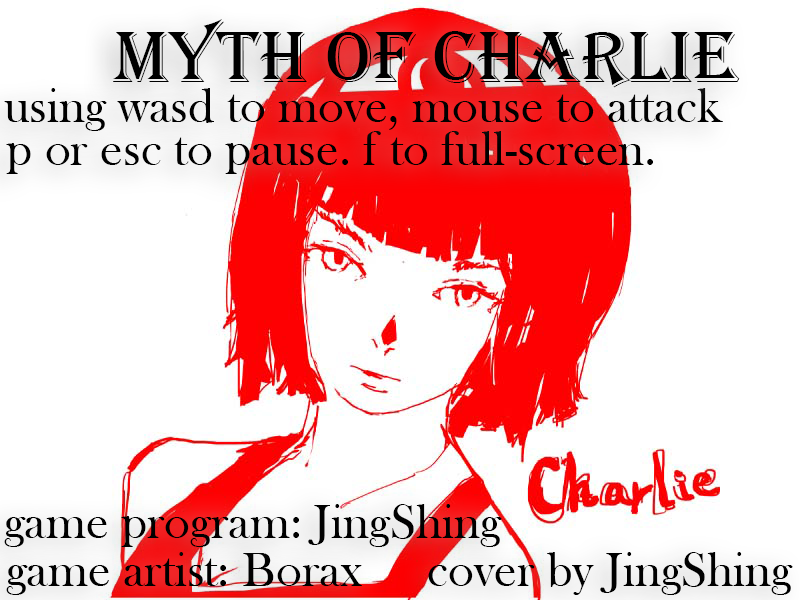 MYTH OF CHARLIE
using wasd to move, mouse to attack
p or esc to pause. f to full-screen.
Charlie
game program: JingShing
game artist: Borax cover by JingShing